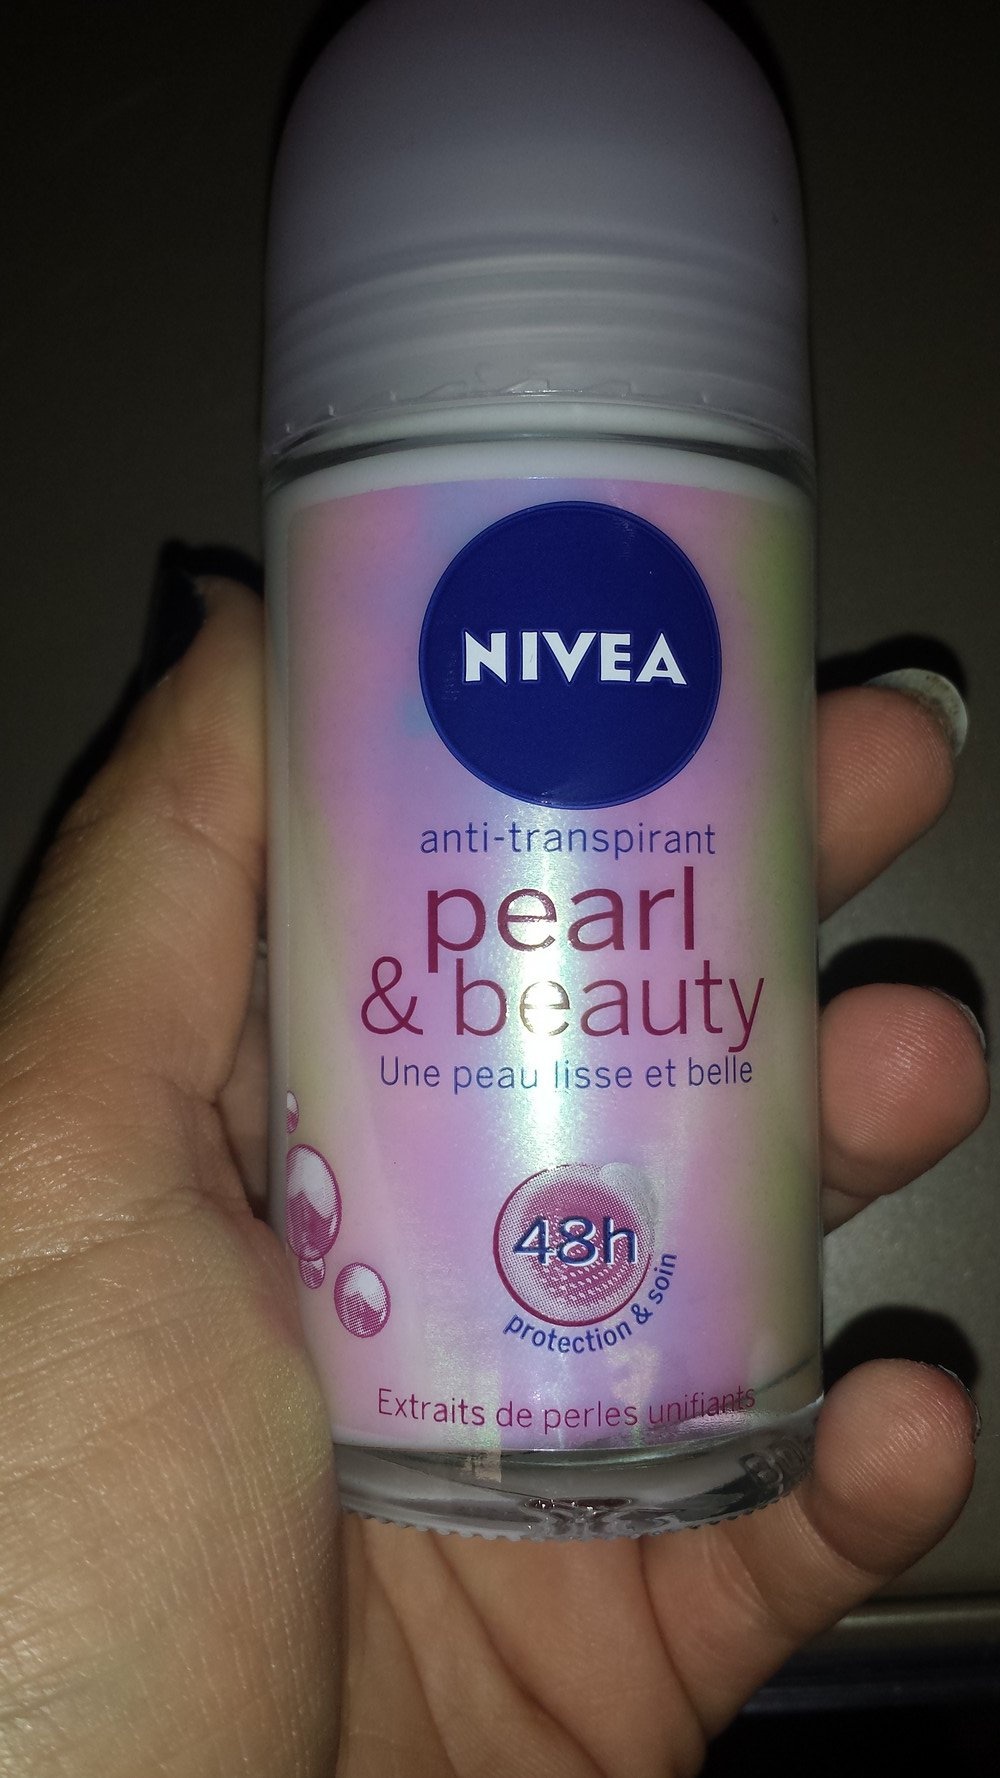 NIVEA
anti-transpirant
pearl
& beauty
Une peau lisse et belle
48h
protection & soin
Extraits de perles unifiants